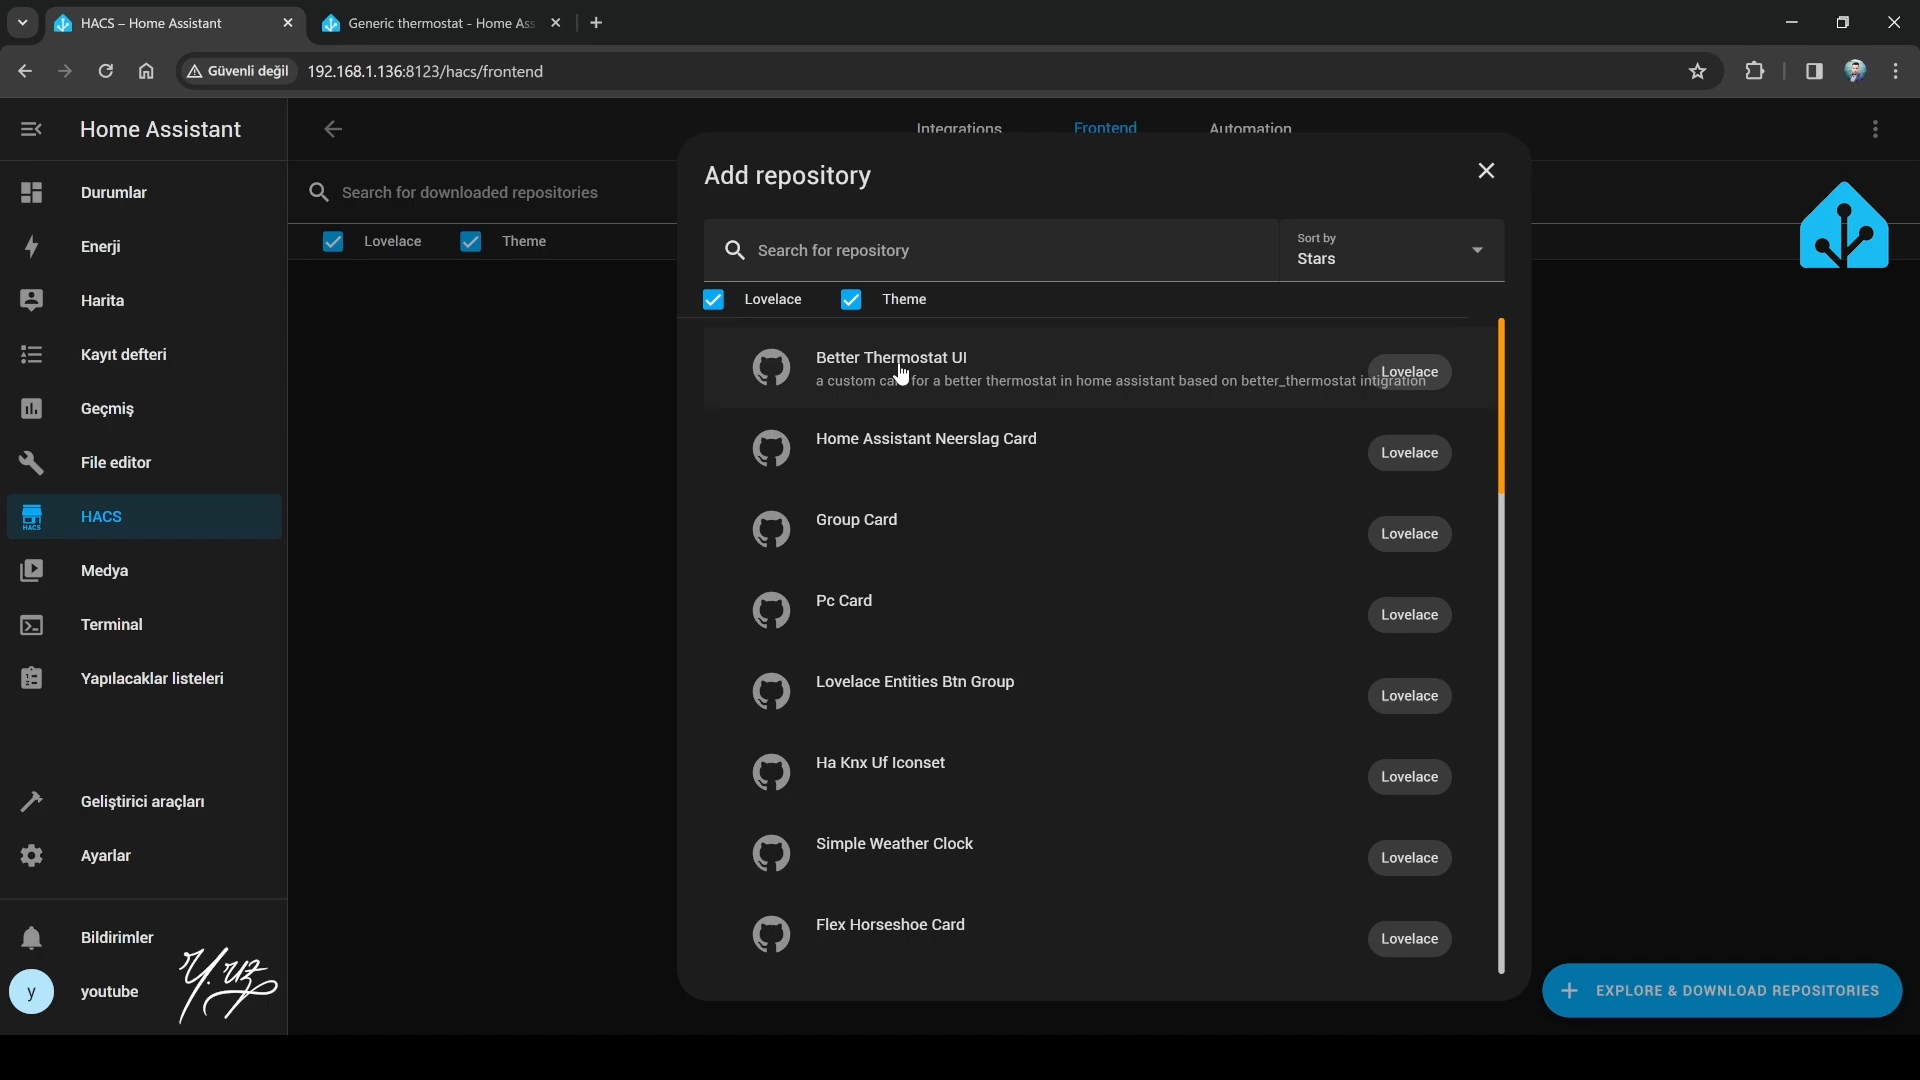 HACS – Home Assistant
Generic thermostat - Home Ass
Güvenli değil
192.168.1.136:8123/hacs/frontend
Home Assistant
Integrations
Frontend
Automation
Durumlar
Enerji
Harita
Kayıt defteri
Geçmiş
File editor
HACS
HACS
Medya
Terminal
Yapılacaklar listeleri
Geliştirici araçları
Ayarlar
Bildirimler
y
youtube
Y.uz
Search for downloaded repositories
Lovelace
Theme
Add repository
Search for repository
Sort by
Stars
Lovelace
Theme
Better Thermostat UI
a custom card for a better thermostat in home assistant based on better_thermostat intigration
Lovelace
Home Assistant Neerslag Card
Lovelace
Group Card
Lovelace
Pc Card
Lovelace
Lovelace Entities Btn Group
Lovelace
Ha Knx Uf Iconset
Lovelace
Simple Weather Clock
Lovelace
Flex Horseshoe Card
Lovelace
EXPLORE & DOWNLOAD REPOSITORIES